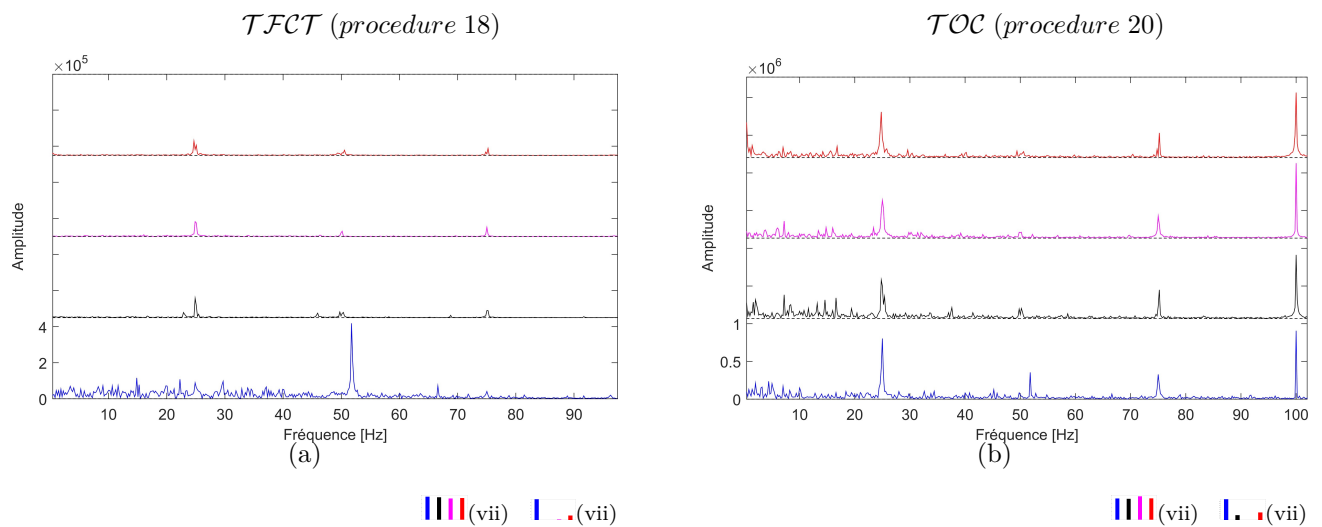 TFCT (procedure 18)
×10⁵
Amplitude
4
2
0
10 20 30 40 50 60 70 80 90
Fréquence [Hz]
(a)
(vii) (vii)
TOC (procedure 20)
×10⁶
Amplitude
1
0.5
0
10 20 30 40 50 60 70 80 90 100
Fréquence [Hz]
(b)
(vii) (vii)